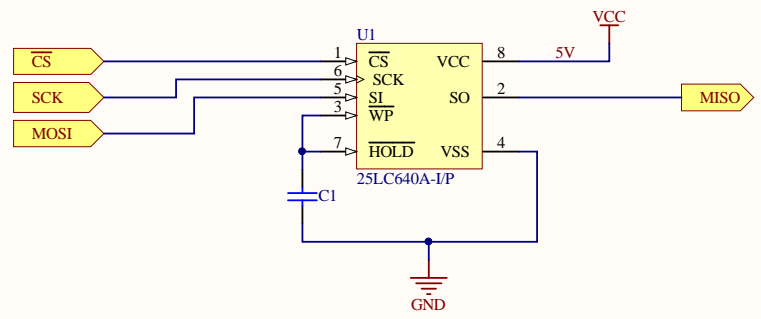 VCC
U1
CS 1 CS VCC 8 5V
6 SCK
SCK 5 SI SO 2 MISO
3 WP
MOSI
7 HOLD VSS 4
25LC640A-I/P
C1
GND